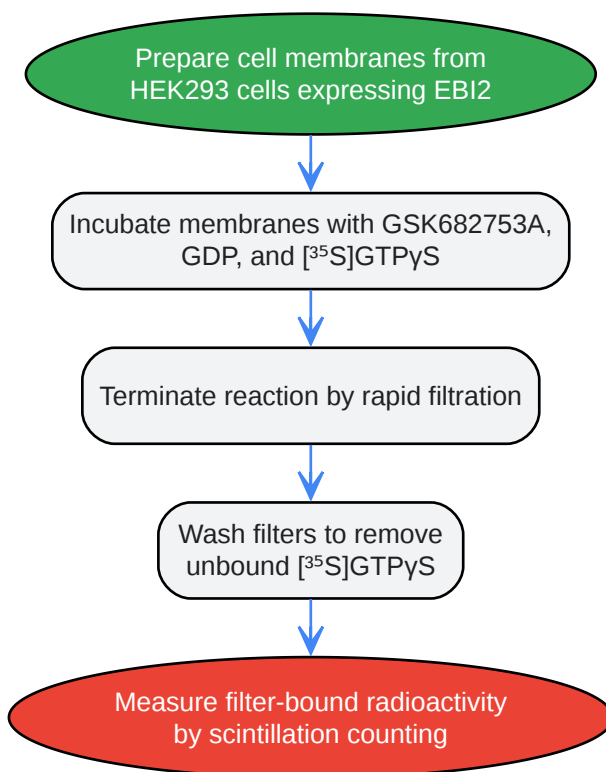 Prepare cell membranes from
HEK293 cells expressing EBI2
Incubate membranes with GSK682753A,
GDP, and [³⁵S]GTPγS
Terminate reaction by rapid filtration
Wash filters to remove
unbound [³⁵S]GTPγS
Measure filter-bound radioactivity
by scintillation counting